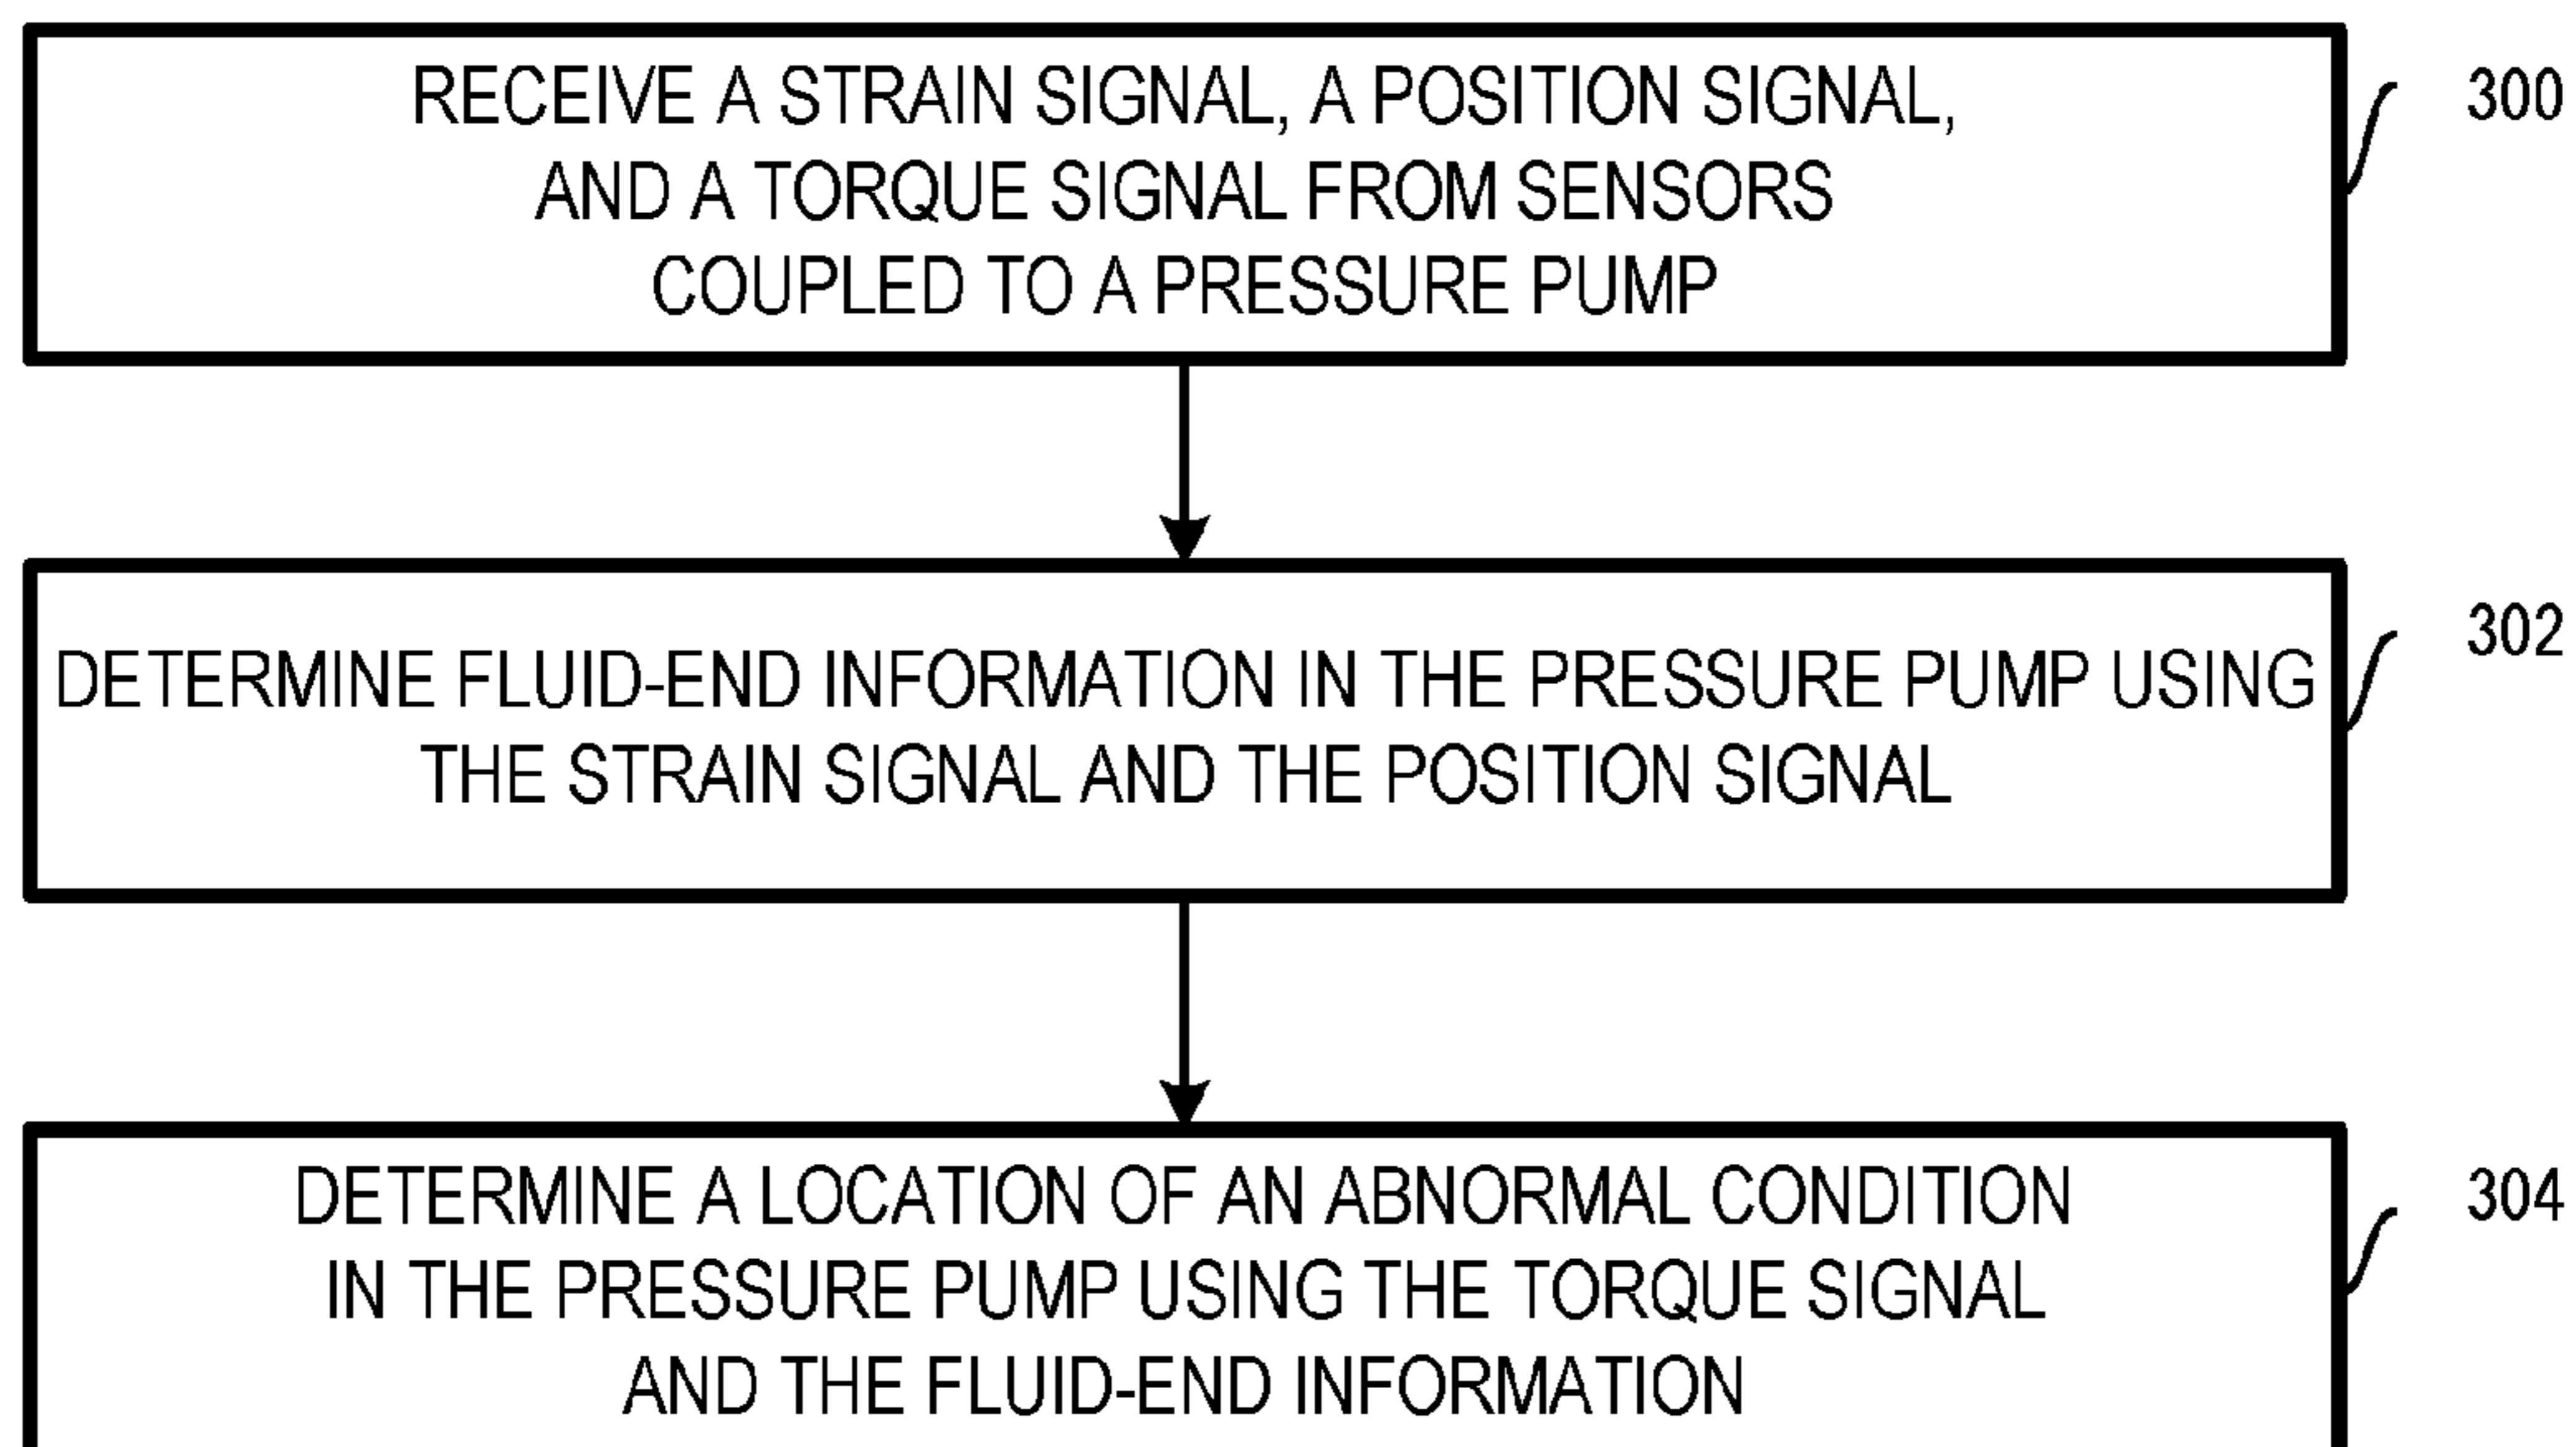 RECEIVE A STRAIN SIGNAL, A POSITION SIGNAL,
AND A TORQUE SIGNAL FROM SENSORS
COUPLED TO A PRESSURE PUMP
300
DETERMINE FLUID-END INFORMATION IN THE PRESSURE PUMP USING
THE STRAIN SIGNAL AND THE POSITION SIGNAL
302
DETERMINE A LOCATION OF AN ABNORMAL CONDITION
IN THE PRESSURE PUMP USING THE TORQUE SIGNAL
AND THE FLUID-END INFORMATION
304